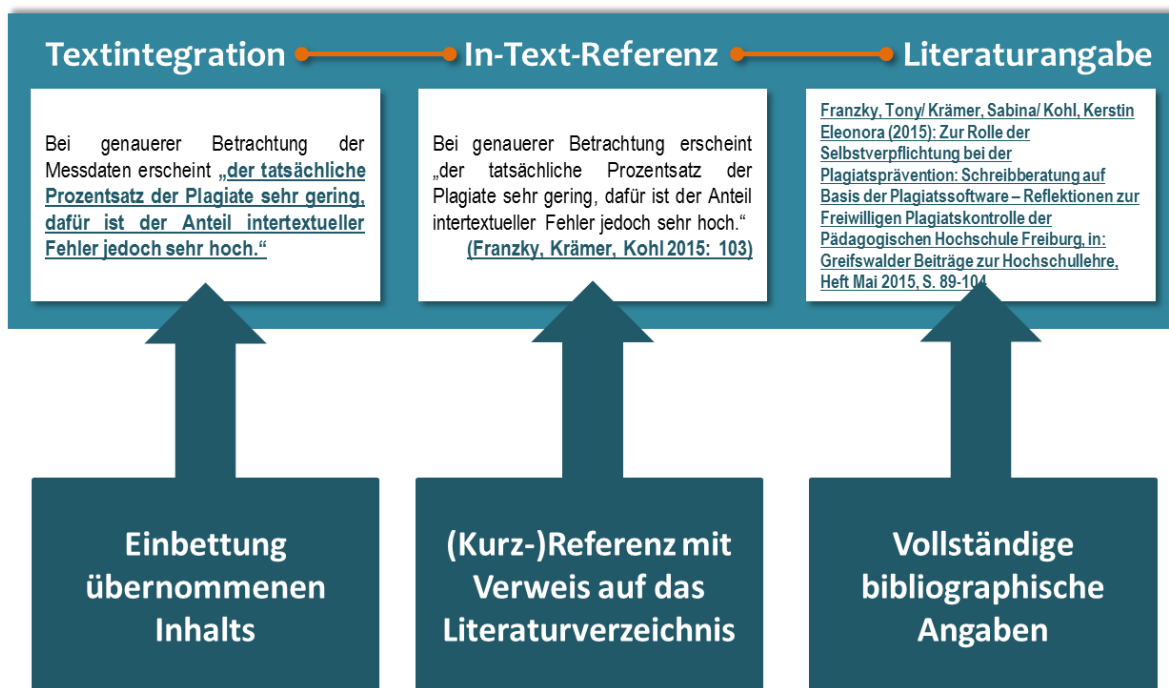 Textintegration
In-Text-Referenz
Literaturangabe
Bei genauerer Betrachtung der
Messdaten erscheint „der tatsächliche
Prozentsatz der Plagiate sehr gering,
dafür ist der Anteil intertextueller
Fehler jedoch sehr hoch.“
Bei genauerer Betrachtung erscheint
„der tatsächliche Prozentsatz der
Plagiate sehr gering, dafür ist der Anteil
intertextueller Fehler jedoch sehr hoch.“
(Franzky, Krämer, Kohl 2015: 103)
Franzky, Tony/ Krämer, Sabina/ Kohl, Kerstin
Eleonora (2015): Zur Rolle der
Selbstverpflichtung bei der
Plagiatsprävention: Schreibberatung auf
Basis der Plagiatssoftware – Reflektionen zur
Freiwilligen Plagiatskontrolle der
Pädagogischen Hochschule Freiburg, in:
Greifswalder Beiträge zur Hochschullehre,
Heft Mai 2015, S. 89-104
Einbettung
übernommenen
Inhalts
(Kurz-)Referenz mit
Verweis auf das
Literaturverzeichnis
Vollständige
bibliographische
Angaben